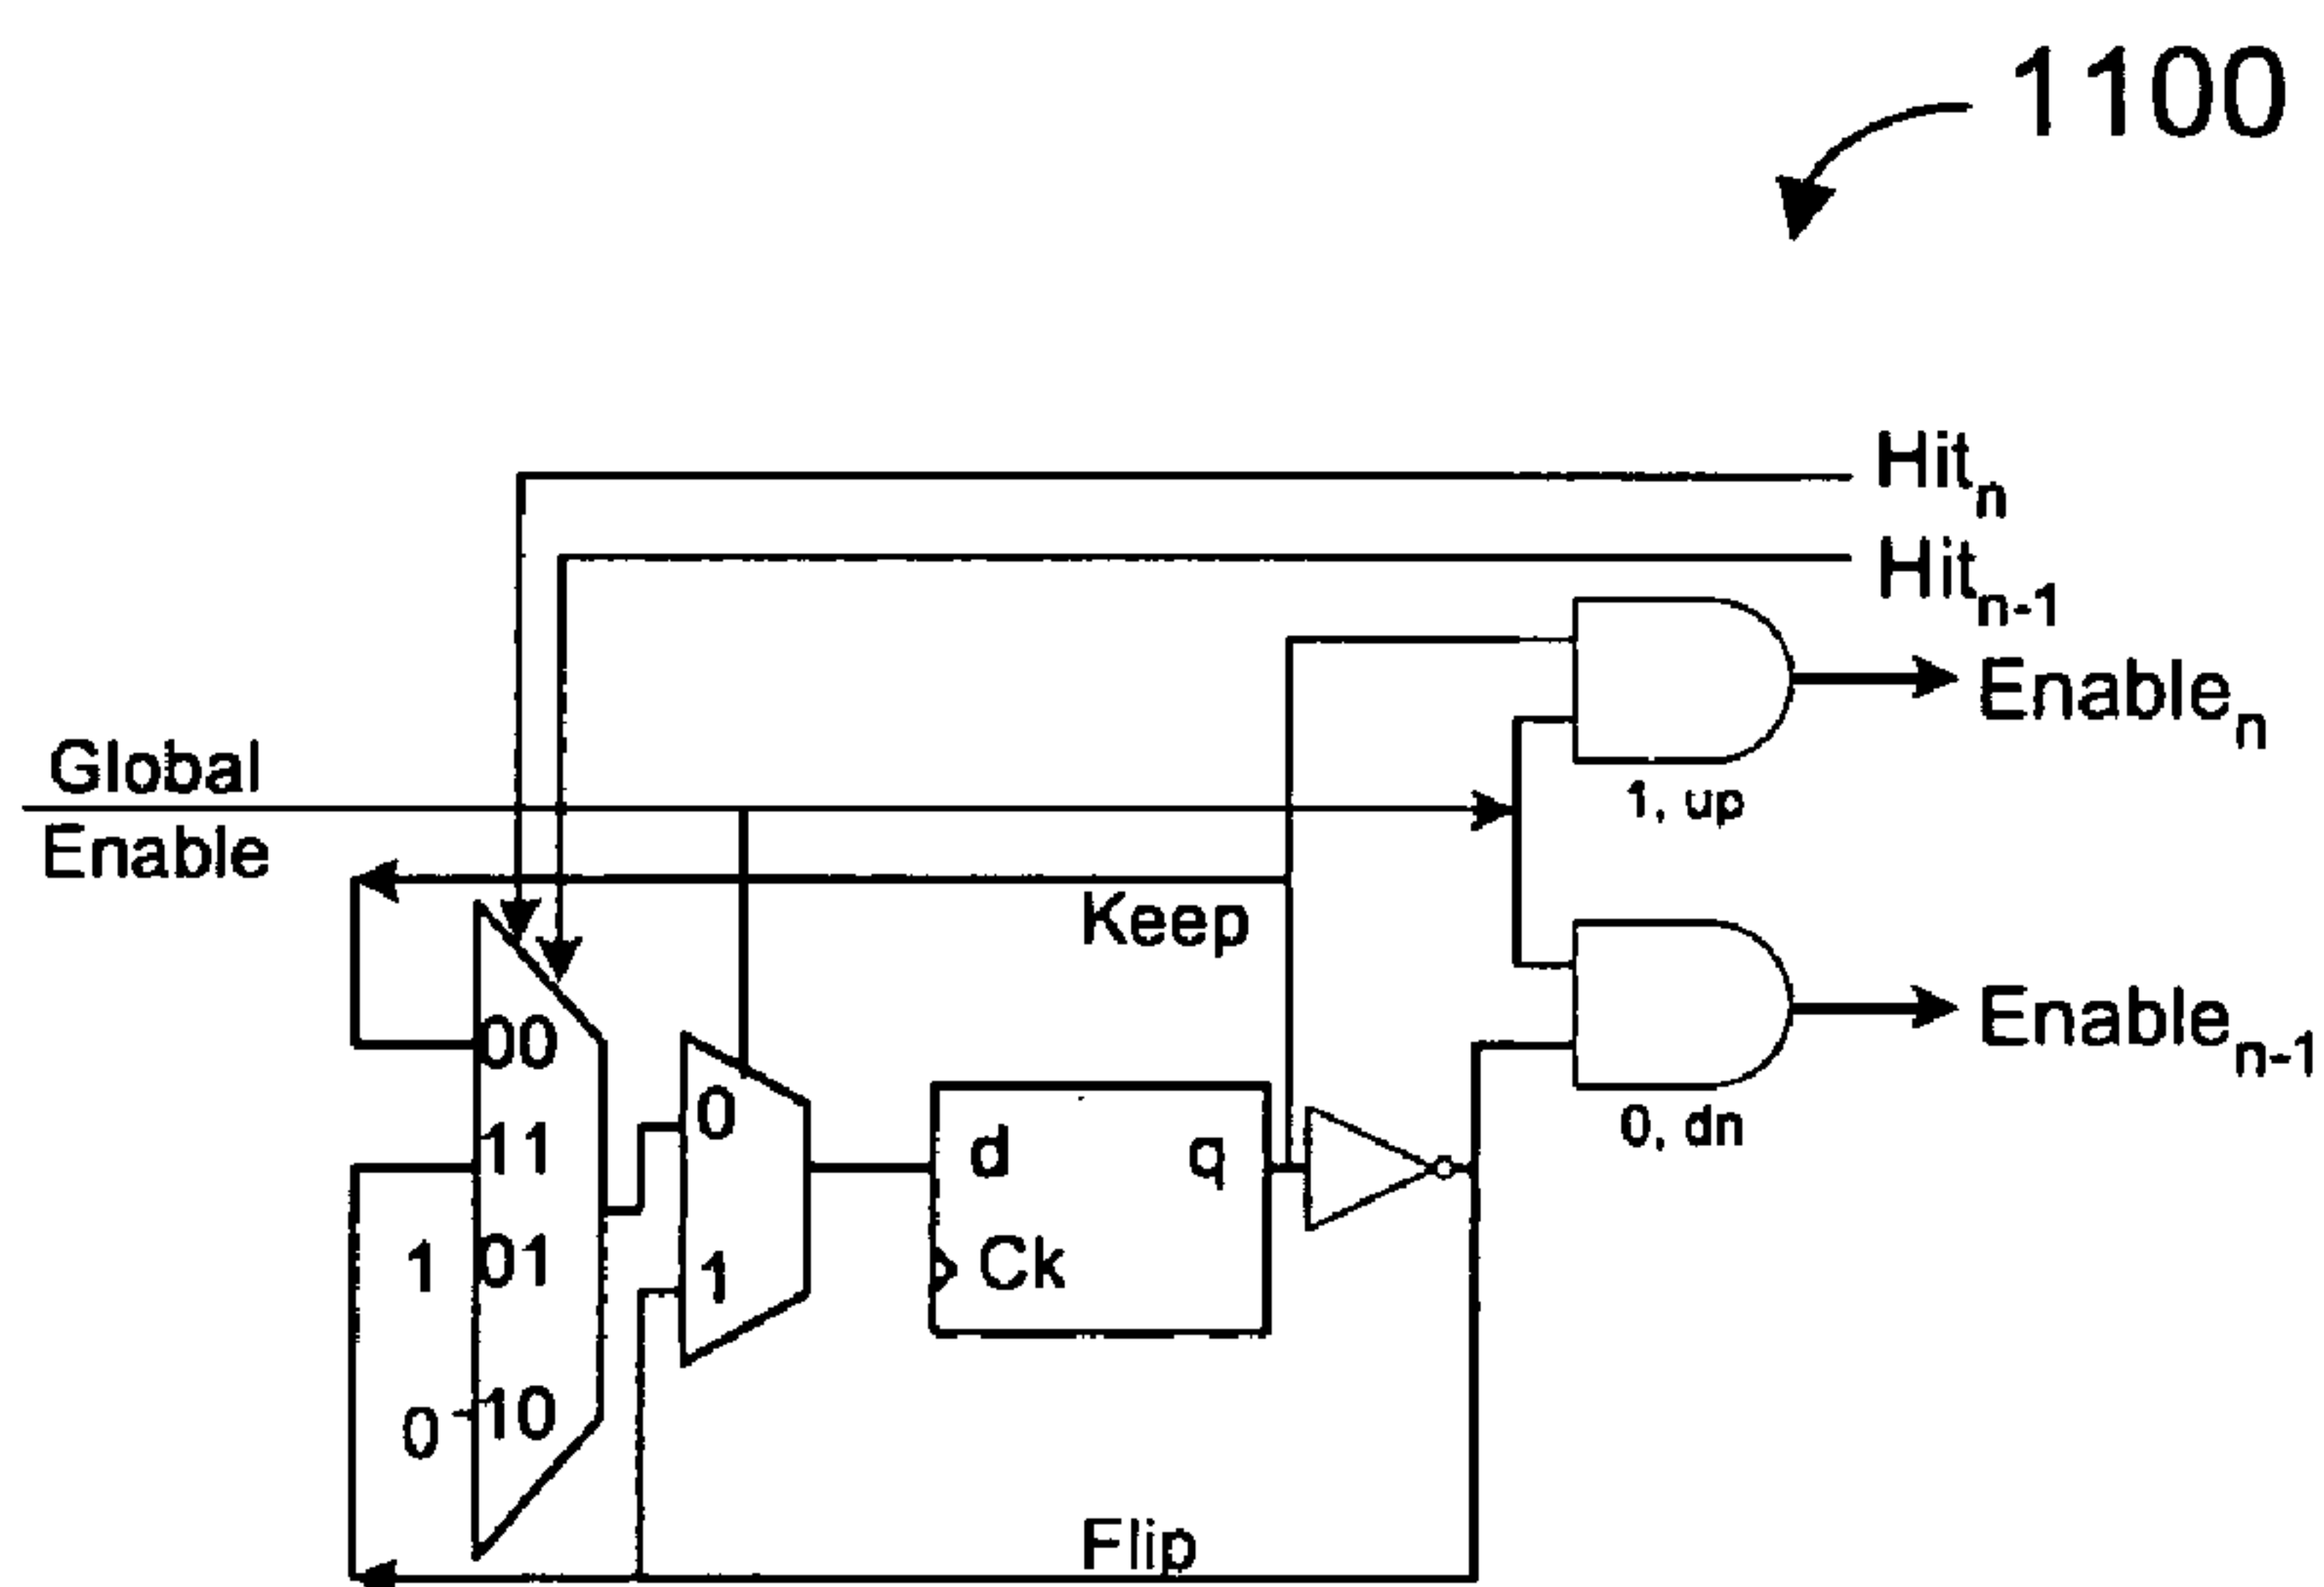 1100
Hitn
Hitn-1
Enablen
Global
Enable
1, up
Keep
Enablen-1
00
0
0, dn
11
d
q
1
01
1
Ck
0
10
Flip